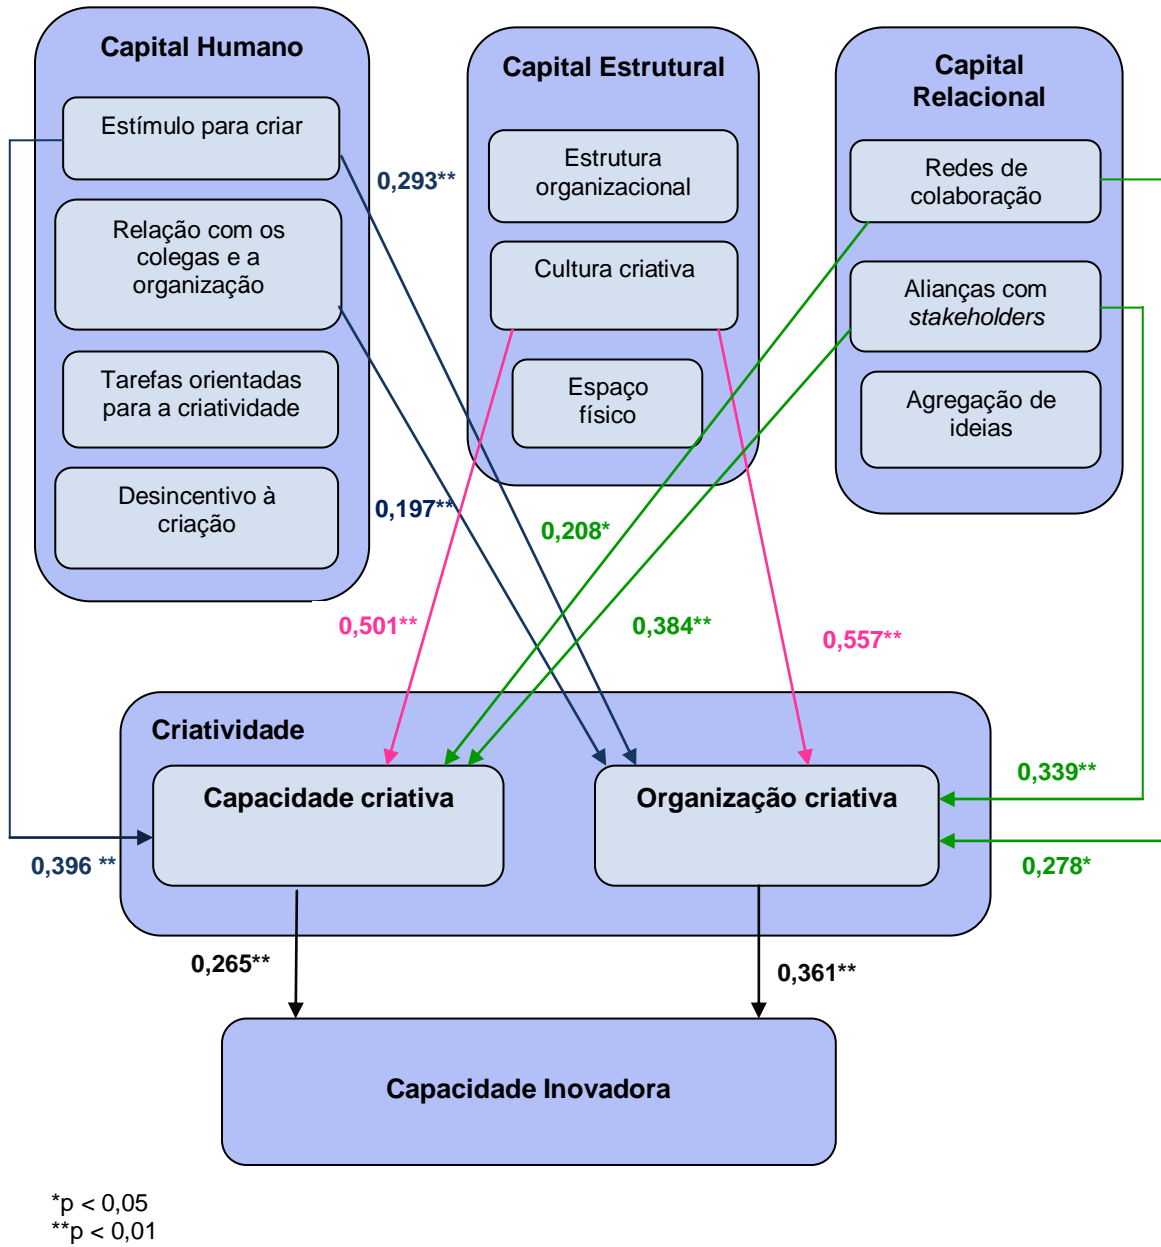 Capital Humano
Estímulo para criar
Relação com os
colegas e a
organização
Tarefas orientadas
para a criatividade
Desincentivo à
criação
Capital Estrutural
Estrutura
organizacional
Cultura criativa
Espaço
físico
Capital
Relacional
Redes de
colaboração
Alianças com
stakeholders
Agregação de
ideias
0,293**
0,197**
0,208*
0,501**
0,384**
0,557**
Criatividade
Capacidade criativa
Organização criativa
0,339**
0,396 **
0,278*
0,265**
0,361**
Capacidade Inovadora
*p < 0,05
**p < 0,01